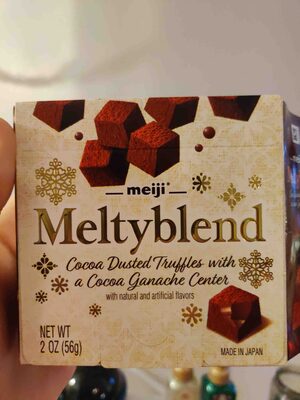 meiji
Meltyblend
Cocoa Dusted Truffles with
a Cocoa Ganache Center
with natural and artificial flavors
NET WT
2 OZ (56g)
MADE IN JAPAN